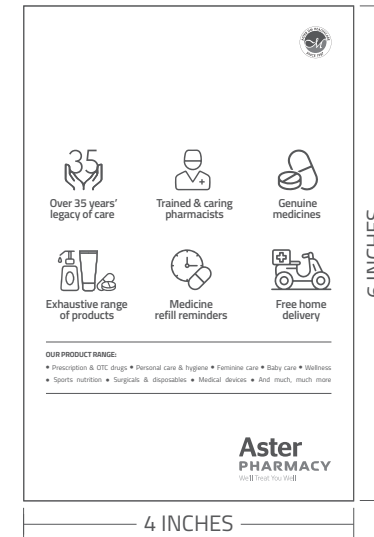 35
Over 35 years'
legacy of care
Trained & caring
pharmacists
Genuine
medicines
Exhaustive range
of products
Medicine
refill reminders
Free home
delivery
OUR PRODUCT RANGE:
• Prescription & OTC drugs • Personal care & hygiene • Feminine care • Baby care • Wellness
• Sports nutrition • Surgicals & disposables • Medical devices • And much, much more
Aster
PHARMACY
We'll Treat You Well
4 INCHES
6 INCHES